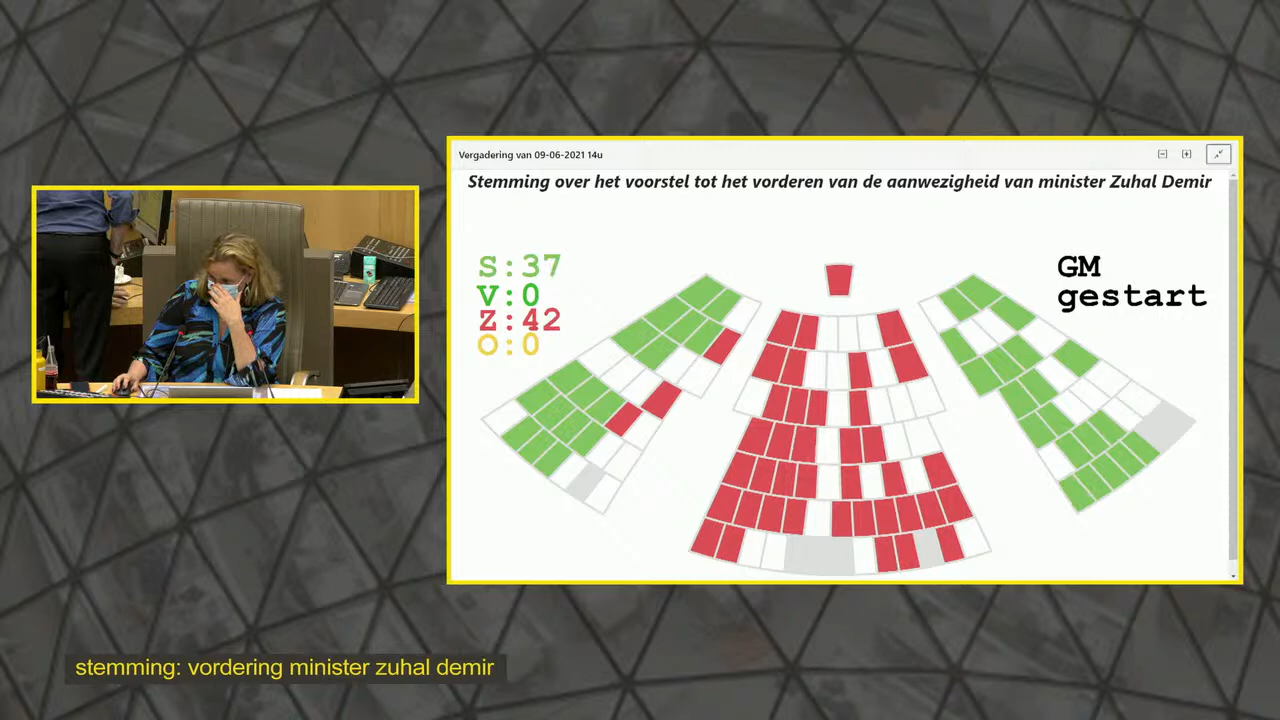 Vergadering van 09-06-2021 14u
Stemming over het voorstel tot het vorderen van de aanwezigheid van minister Zuhal Demir
S:37
V:0
Z:42
O:0
GM
gestart
stemming: vordering minister zuhal demir